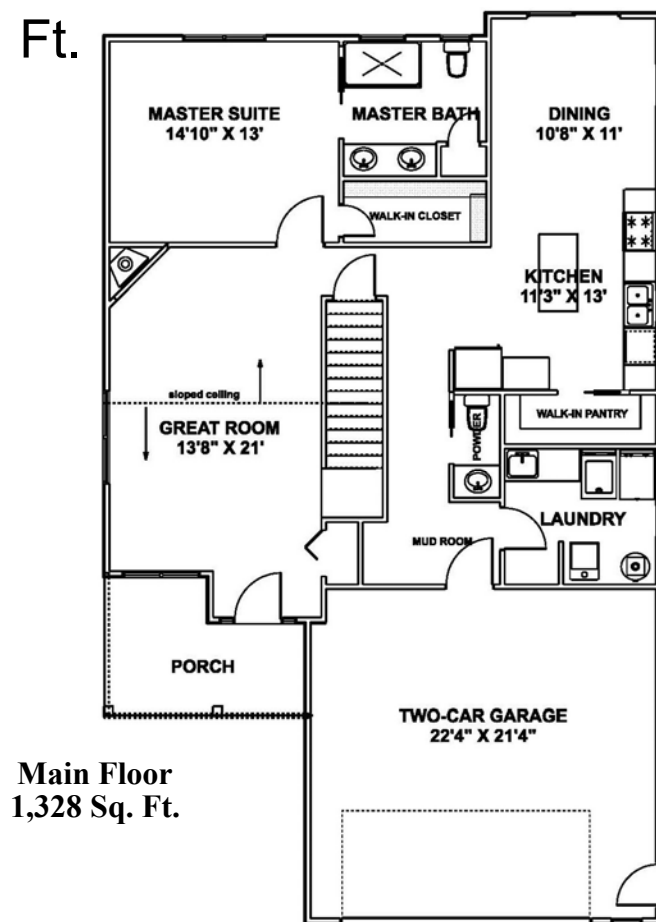 Ft.
MASTER SUITE
14'10" X 13'
MASTER BATH
DINING
10'8" X 11'
WALK-IN CLOSET
KITCHEN
11'3" X 13'
sloped ceiling
GREAT ROOM
13'8" X 21'
POWDER
WALK-IN PANTRY
LAUNDRY
MUD ROOM
PORCH
TWO-CAR GARAGE
22'4" X 21'4"
Main Floor
1,328 Sq. Ft.